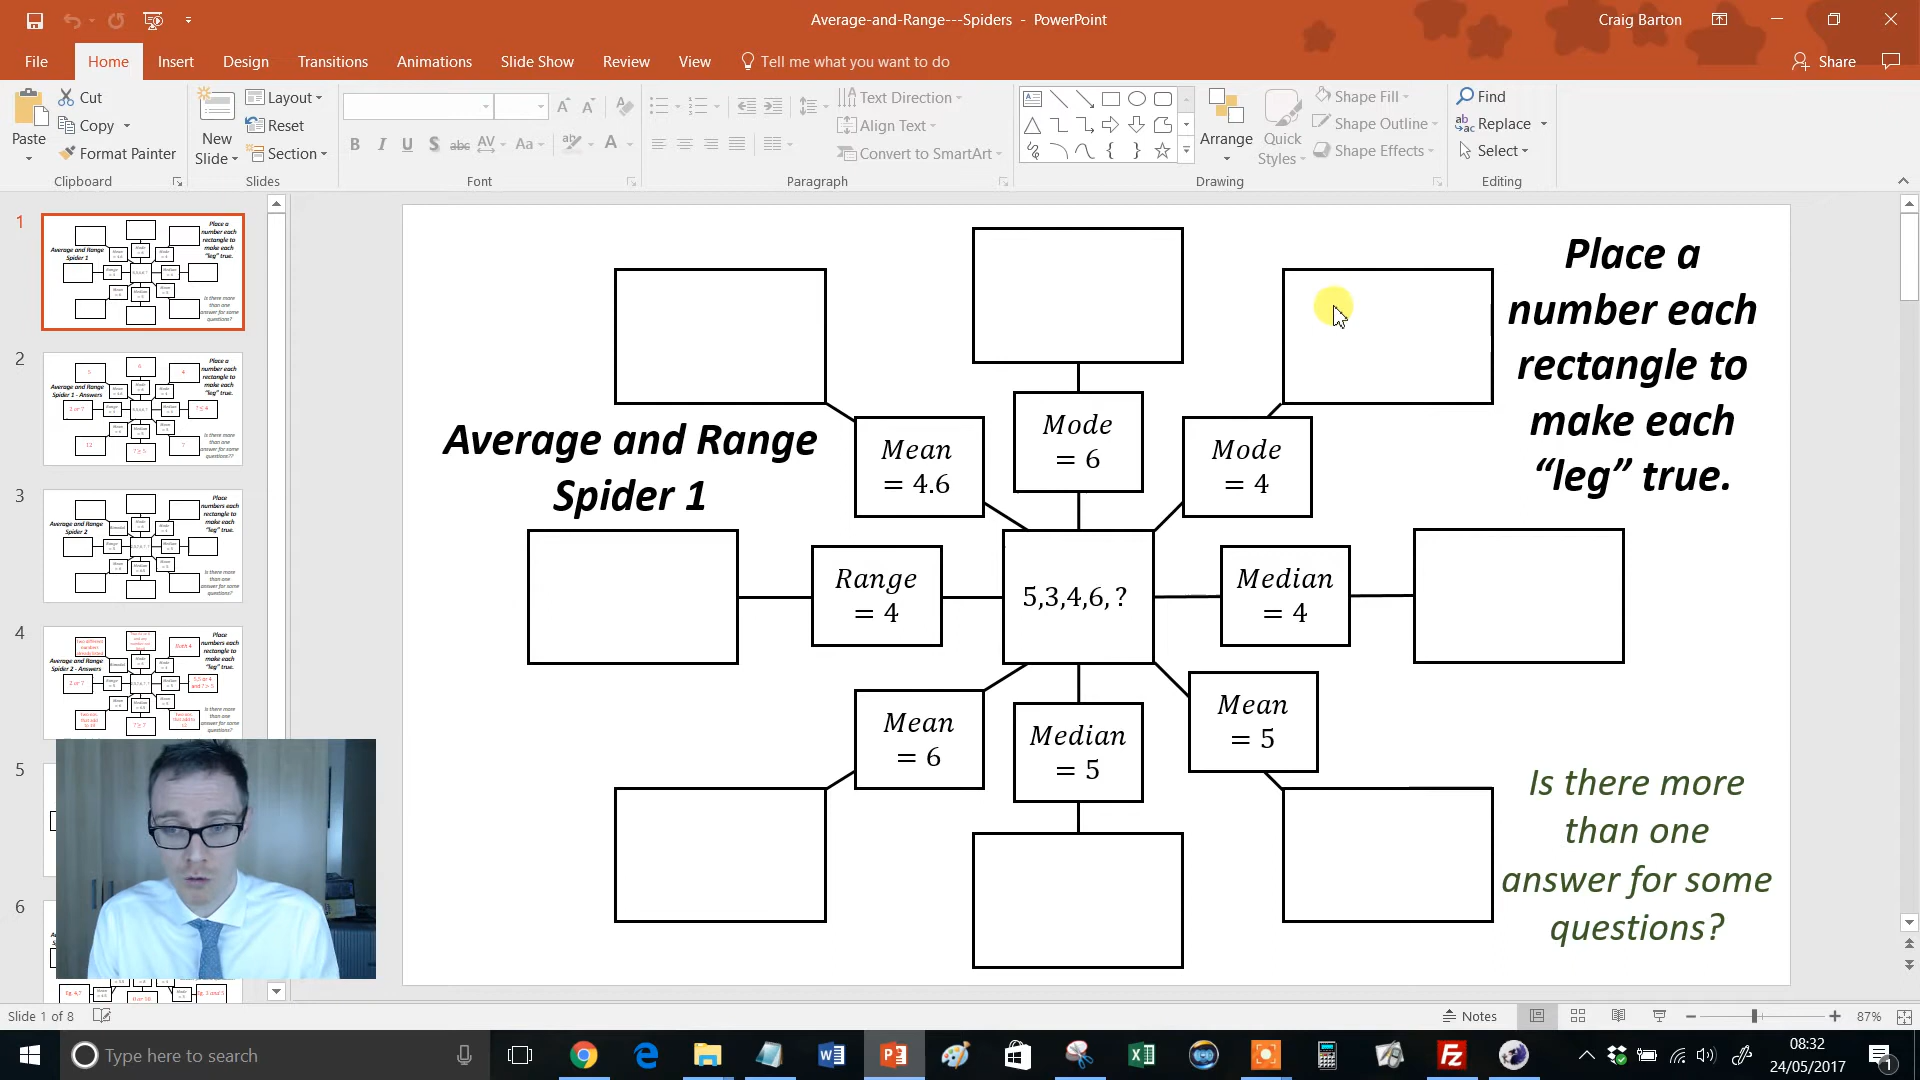 Average-and-Range---Spiders - PowerPoint
Craig Barton
File
Home
Insert
Design
Transitions
Animations
Slide Show
Review
View
Tell me what you want to do
Share
Paste
Cut
Copy
Format Painter
Clipboard
New
Slide
Layout
Reset
Section
Slides
Font
Text Direction
Align Text
Convert to SmartArt
Paragraph
Arrange
Quick
Styles
Shape Fill
Shape Outline
Shape Effects
Drawing
Find
Replace
Select
Editing
1
2
3
4
5
6
Place a
number each
rectangle to
make each
“leg” true.
Average and Range
Spider 1
Mean
= 4.6
Mode
= 6
Mode
= 4
Range
= 4
5,3,4,6, ?
Median
= 4
Mean
= 6
Median
= 5
Mean
= 5
Is there more
than one
answer for some
questions?
Slide 1 of 8
Notes
87%
Type here to search
08:32
24/05/2017